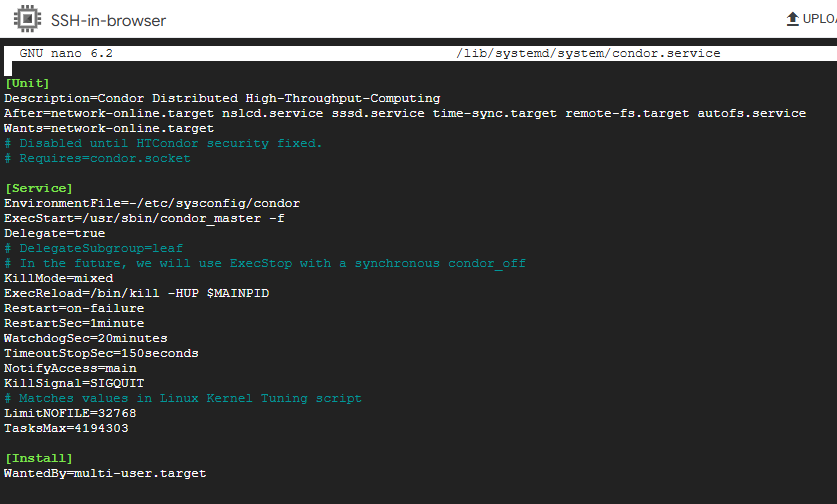 SSH-in-browser
UPLO
GNU nano 6.2 /lib/systemd/system/condor.service
[Unit]
Description=Condor Distributed High-Throughput-Computing
After=network-online.target nslcd.service sssd.service time-sync.target remote-fs.target autofs.service
Wants=network-online.target
# Disabled until HTCondor security fixed.
# Requires=condor.socket
[Service]
EnvironmentFile=-/etc/sysconfig/condor
ExecStart=/usr/sbin/condor_master -f
Delegate=true
# DelegateSubgroup=leaf
# In the future, we will use ExecStop with a synchronous condor_off
KillMode=mixed
ExecReload=/bin/kill -HUP $MAINPID
Restart=on-failure
RestartSec=1minute
WatchdogSec=20minutes
TimeoutStopSec=150seconds
NotifyAccess=main
KillSignal=SIGQUIT
# Matches values in Linux Kernel Tuning script
LimitNOFILE=32768
TasksMax=4194303
[Install]
WantedBy=multi-user.target